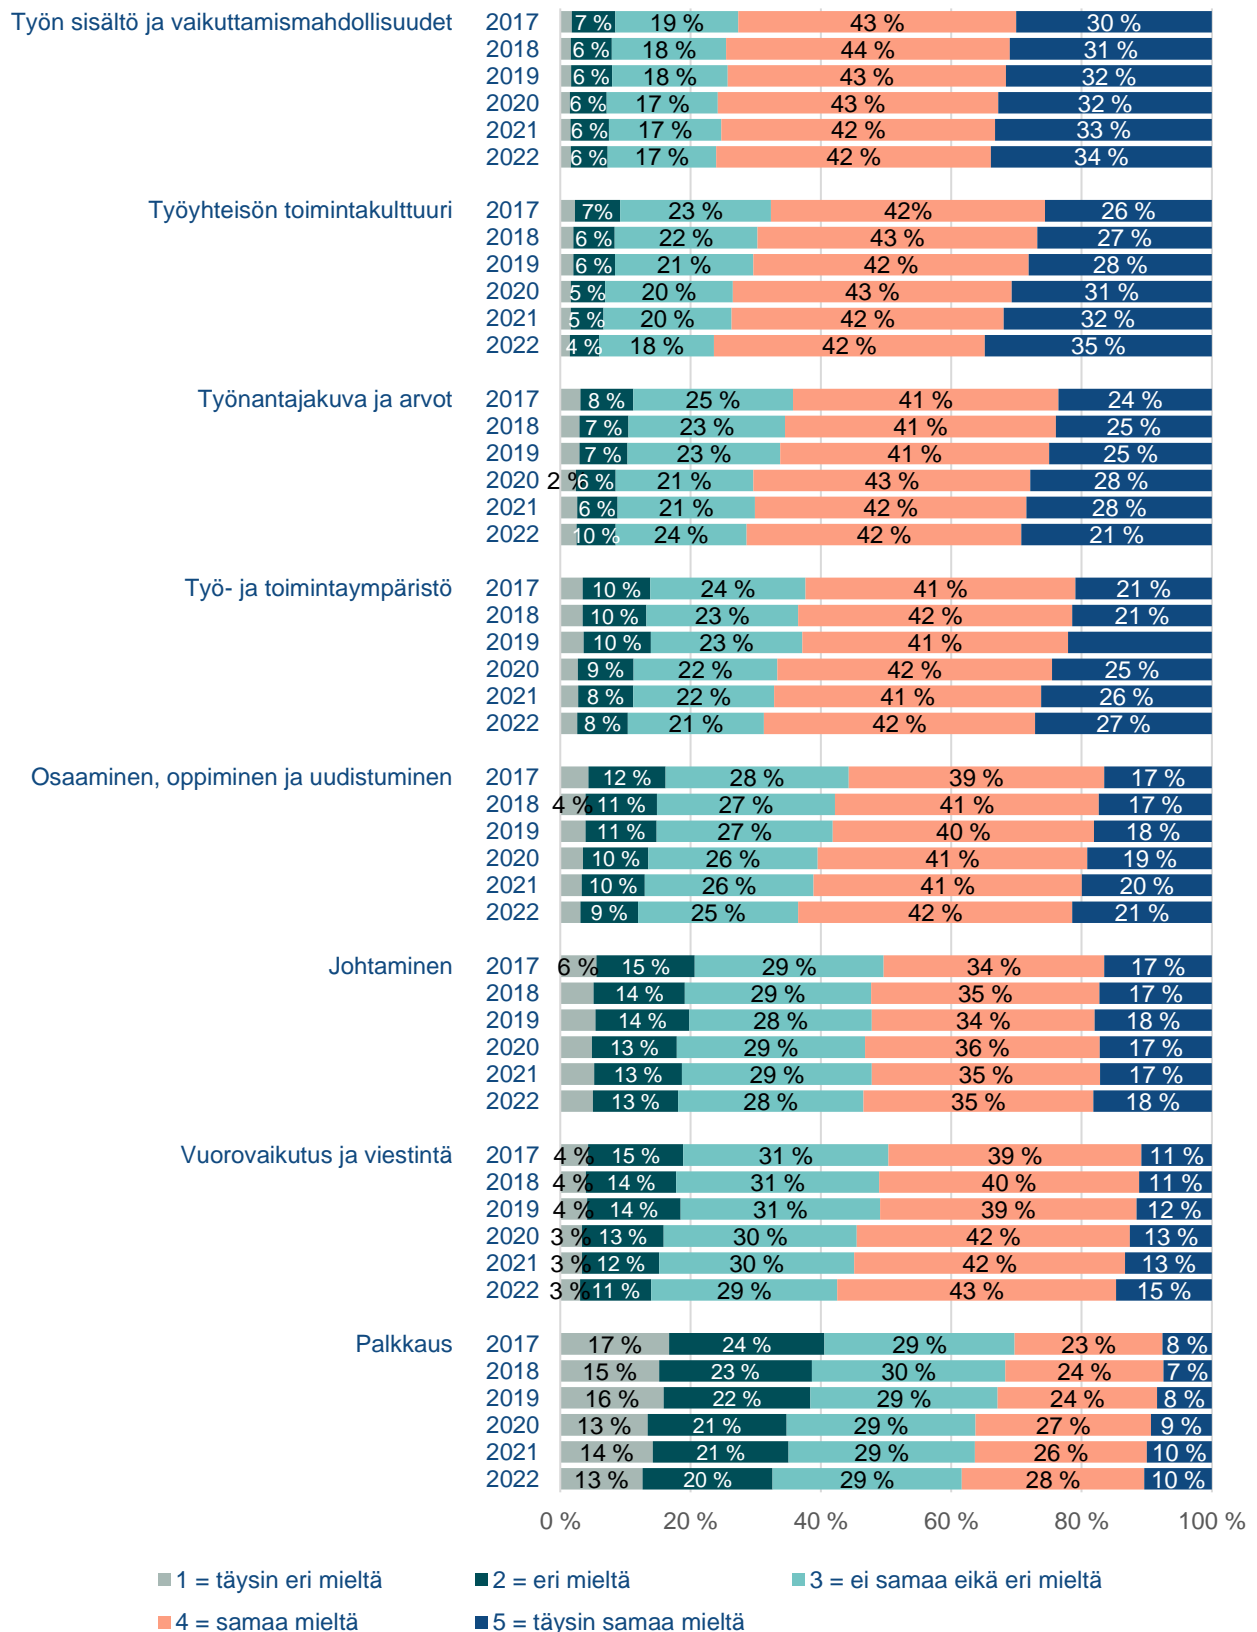 Työn sisältö ja vaikuttamismahdollisuudet 2017 7 % 19 % 43 % 30 %
2018 6 % 18 % 44 % 31 %
2019 6 % 18 % 43 % 32 %
2020 6 % 17 % 43 % 32 %
2021 6 % 17 % 42 % 33 %
2022 6 % 17 % 42 % 34 %
Työyhteisön toimintakulttuuri 2017 7% 23 % 42% 26 %
2018 6 % 22 % 43 % 27 %
2019 6 % 21 % 42 % 28 %
2020 5 % 20 % 43 % 31 %
2021 5 % 20 % 42 % 32 %
2022 4 % 18 % 42 % 35 %
Työnantajakuva ja arvot 2017 8 % 25 % 41 % 24 %
2018 7 % 23 % 41 % 25 %
2019 7 % 23 % 41 % 25 %
2020 2 % 6 % 21 % 43 % 28 %
2021 6 % 21 % 42 % 28 %
2022 10 % 24 % 42 % 21 %
Työ- ja toimintaympäristö 2017 10 % 24 % 41 % 21 %
2018 10 % 23 % 42 % 21 %
2019 10 % 23 % 41 %
2020 9 % 22 % 42 % 25 %
2021 8 % 22 % 41 % 26 %
2022 8 % 21 % 42 % 27 %
Osaaminen, oppiminen ja uudistuminen 2017 12 % 28 % 39 % 17 %
2018 4 % 11 % 27 % 41 % 17 %
2019 11 % 27 % 40 % 18 %
2020 10 % 26 % 41 % 19 %
2021 10 % 26 % 41 % 20 %
2022 9 % 25 % 42 % 21 %
Johtaminen 2017 6 % 15 % 29 % 34 % 17 %
2018 14 % 29 % 35 % 17 %
2019 14 % 28 % 34 % 18 %
2020 13 % 29 % 36 % 17 %
2021 13 % 29 % 35 % 17 %
2022 13 % 28 % 35 % 18 %
Vuorovaikutus ja viestintä 2017 4 % 15 % 31 % 39 % 11 %
2018 4 % 14 % 31 % 40 % 11 %
2019 4 % 14 % 31 % 39 % 12 %
2020 3 % 13 % 30 % 42 % 13 %
2021 3 % 12 % 30 % 42 % 13 %
2022 3 % 11 % 29 % 43 % 15 %
Palkkaus 2017 17 % 24 % 29 % 23 % 8 %
2018 15 % 23 % 30 % 24 % 7 %
2019 16 % 22 % 29 % 24 % 8 %
2020 13 % 21 % 29 % 27 % 9 %
2021 14 % 21 % 29 % 26 % 10 %
2022 13 % 20 % 29 % 28 % 10 %
0 % 20 % 40 % 60 % 80 % 100 %
1 = täysin eri mieltä 2 = eri mieltä 3 = ei samaa eikä eri mieltä
4 = samaa mieltä 5 = täysin samaa mieltä